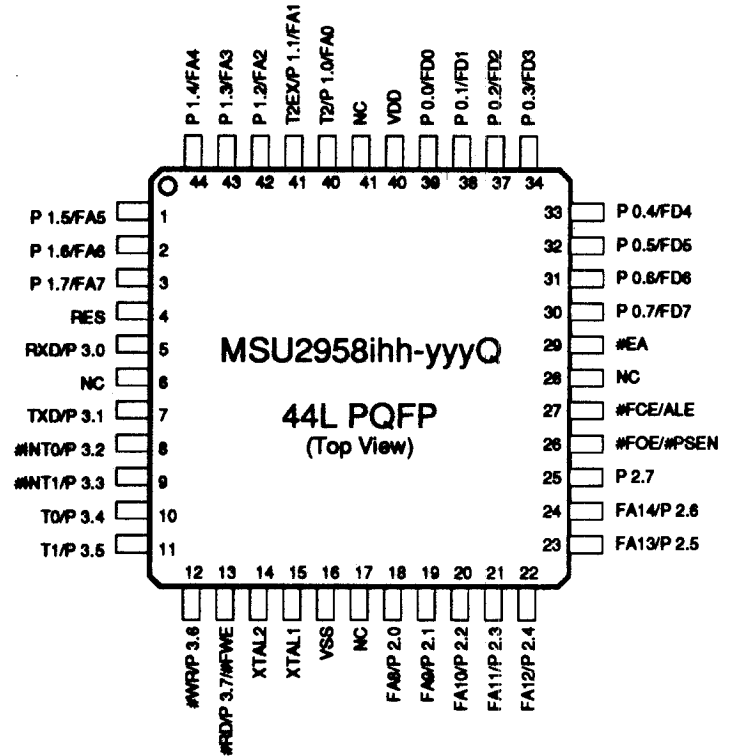 P 1.4/FA4
P 1.3/FA3
P 1.2/FA2
T2EX/P 1.1/FA1
T2/P 1.0/FA0
NC
VDD
P 0.0/FD0
P 0.1/FD1
P 0.2/FD2
P 0.3/FD3
44 43 42 41 40 41 40 39 38 37 34
P 1.5/FA5 1
P 1.6/FA6 2
P 1.7/FA7 3
RES 4
RXD/P 3.0 5
NC 6
TXD/P 3.1 7
#INT0/P 3.2 8
#INT1/P 3.3 9
T0/P 3.4 10
T1/P 3.5 11
MSU2958ihh-yyyQ
44L PQFP
(Top View)
33 P 0.4/FD4
32 P 0.5/FD5
31 P 0.6/FD6
30 P 0.7/FD7
29 #EA
28 NC
27 #FCE/ALE
26 #FOE/#PSEN
25 P 2.7
24 FA14/P 2.6
23 FA13/P 2.5
12 13 14 15 16 17 18 19 20 21 22
#WR/P 3.6
#RD/P 3.7/#FWE
XTAL2
XTAL1
VSS
NC
FA8/P 2.0
FA9/P 2.1
FA10/P 2.2
FA11/P 2.3
FA12/P 2.4